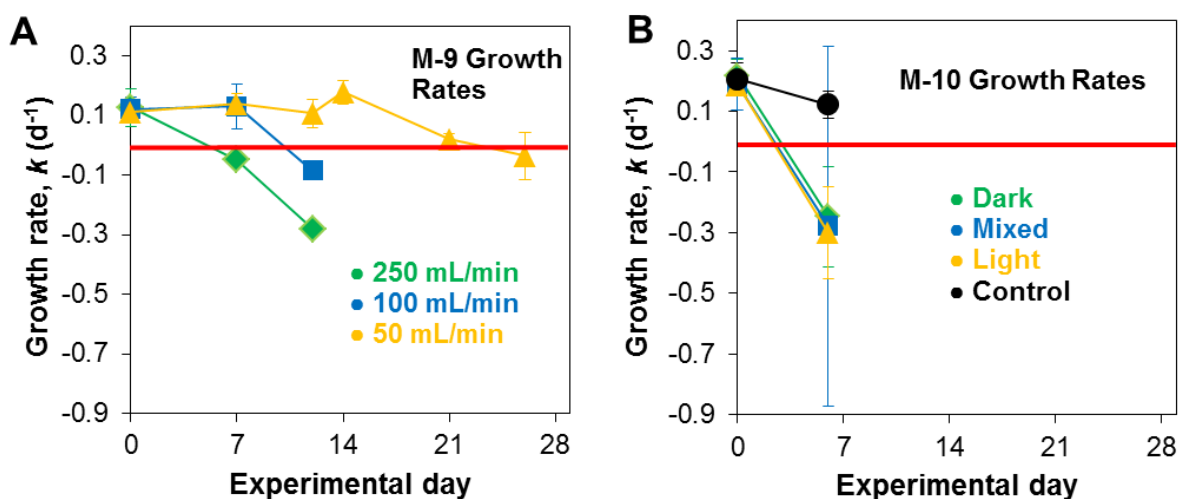 A
M-9 Growth
Rates
Growth rate, k (d-1)
0.3
0.1
-0.1
-0.3
-0.5
-0.7
-0.9
250 mL/min
100 mL/min
50 mL/min
0 7 14 21 28
Experimental day
B
M-10 Growth Rates
Growth rate, k (d-1)
0.3
0.1
-0.1
-0.3
-0.5
-0.7
-0.9
Dark
Mixed
Light
Control
0 7 14 21 28
Experimental day